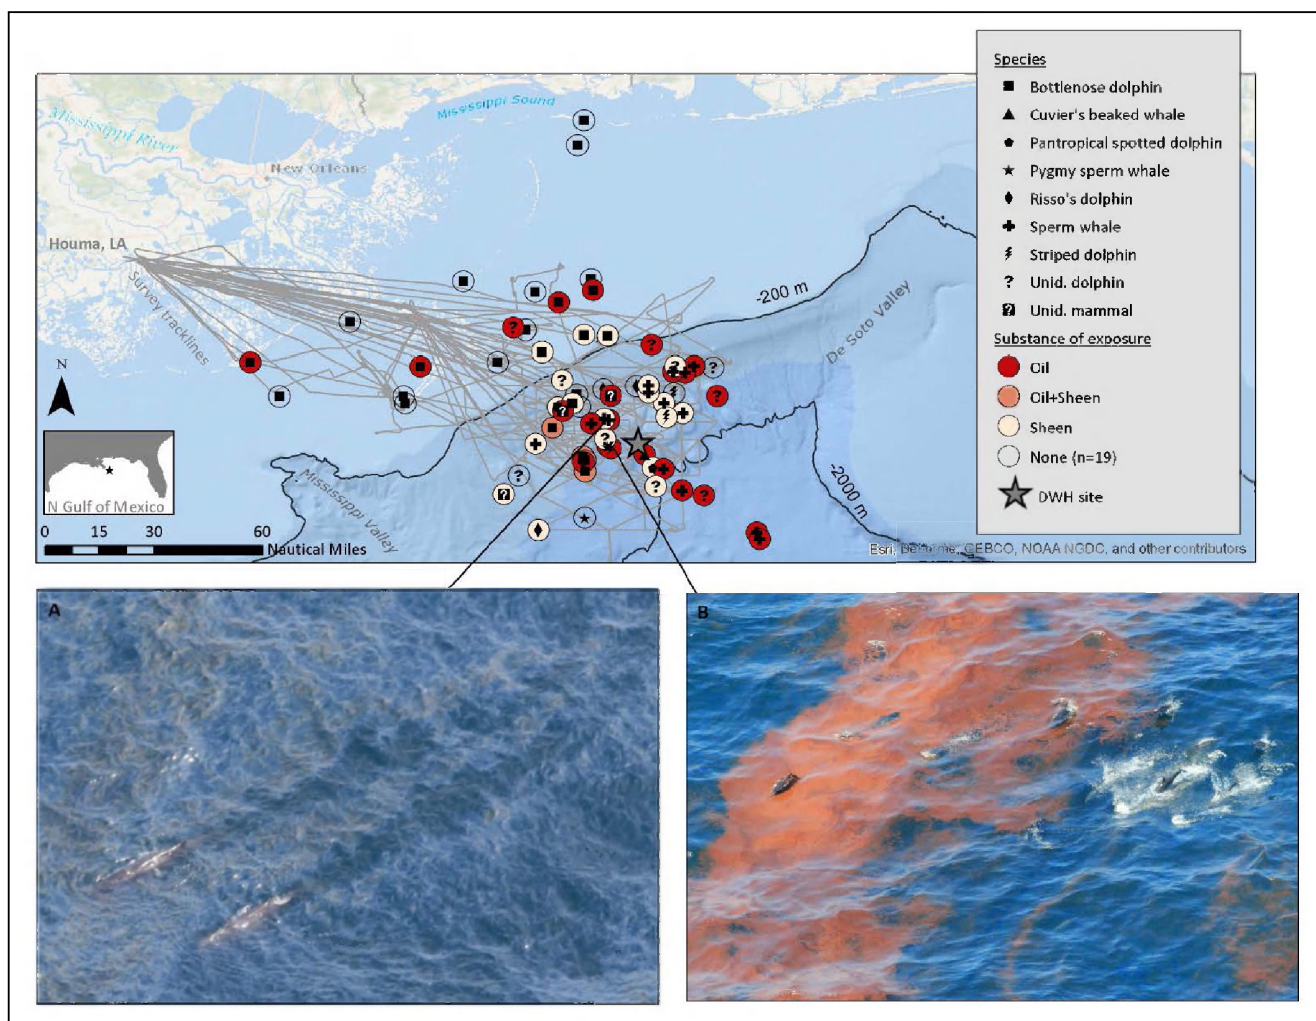 Species
Bottlenose dolphin
Cuvier's beaked whale
Pantropical spotted dolphin
Pygmy sperm whale
Risso's dolphin
Sperm whale
Striped dolphin
? Unid. dolphin
? Unid. mammal
Substance of exposure
Oil
Oil+Sheen
Sheen
None (n=19)
DWH site
Mississippi Sound
Mississippi River
New Orleans
Houma, LA
Survey tracklines
-200 m
De Soto Valley
N
N Gulf of Mexico
Mississippi Valley
-2000 m
0 15 30 60
Nautical Miles
Esri, DeLorme, GEBCO, NOAA NGDC, and other contributors
A
B